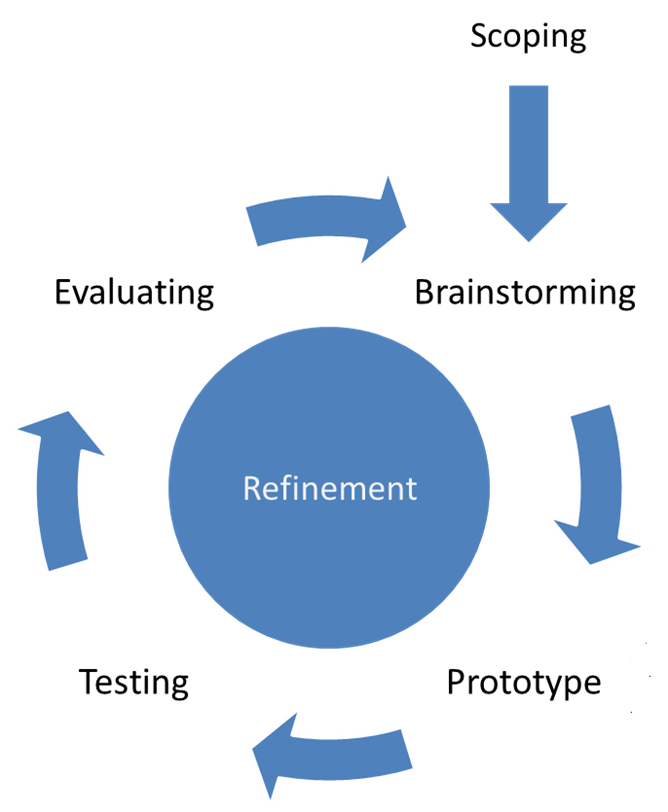 Scoping
Evaluating
Brainstorming
Refinement
Testing
Prototype